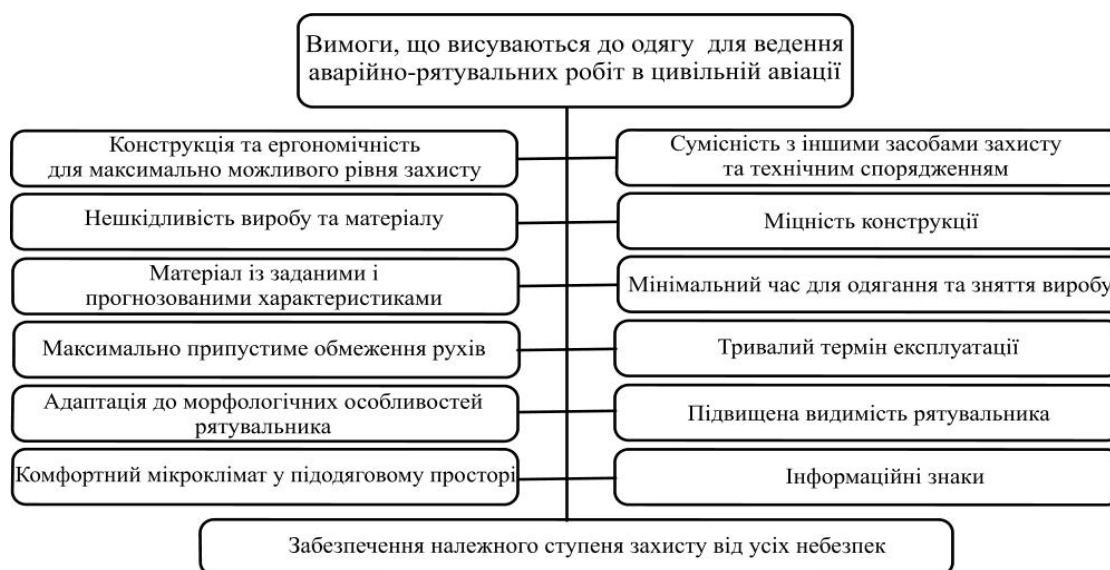 Вимоги, що висуваються до одягу для ведення
аварійно-рятувальних робіт в цивільній авіації
Конструкція та ергономічність
для максимально можливого рівня захисту
Сумісність з іншими засобами захисту
та технічним спорядженням
Нешкідливість виробу та матеріалу
Міцність конструкції
Матеріал із заданими і
прогнозованими характеристиками
Мінімальний час для одягання та зняття виробу
Максимально припустиме обмеження рухів
Тривалий термін експлуатації
Адаптація до морфологічних особливостей
рятувальника
Підвищена видимість рятувальника
Комфортний мікроклімат у підодяговому просторі
Інформаційні знаки
Забезпечення належного ступеня захисту від усіх небезпек